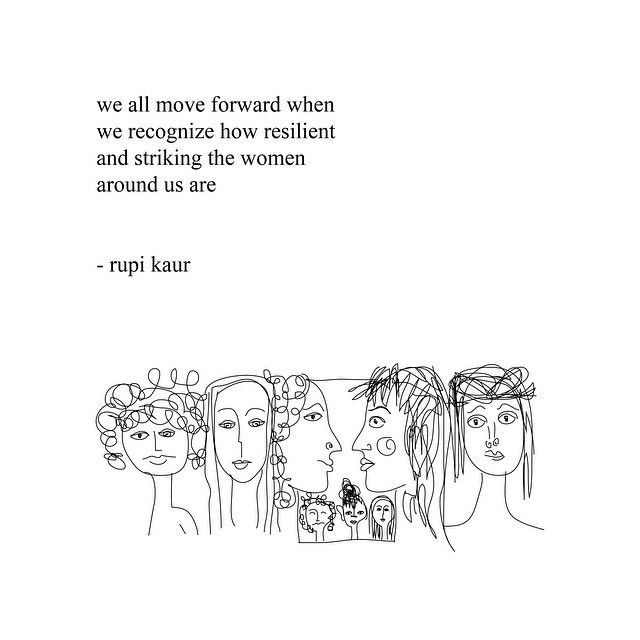 we all move forward when
we recognize how resilient
and striking the women
around us are
- rupi kaur